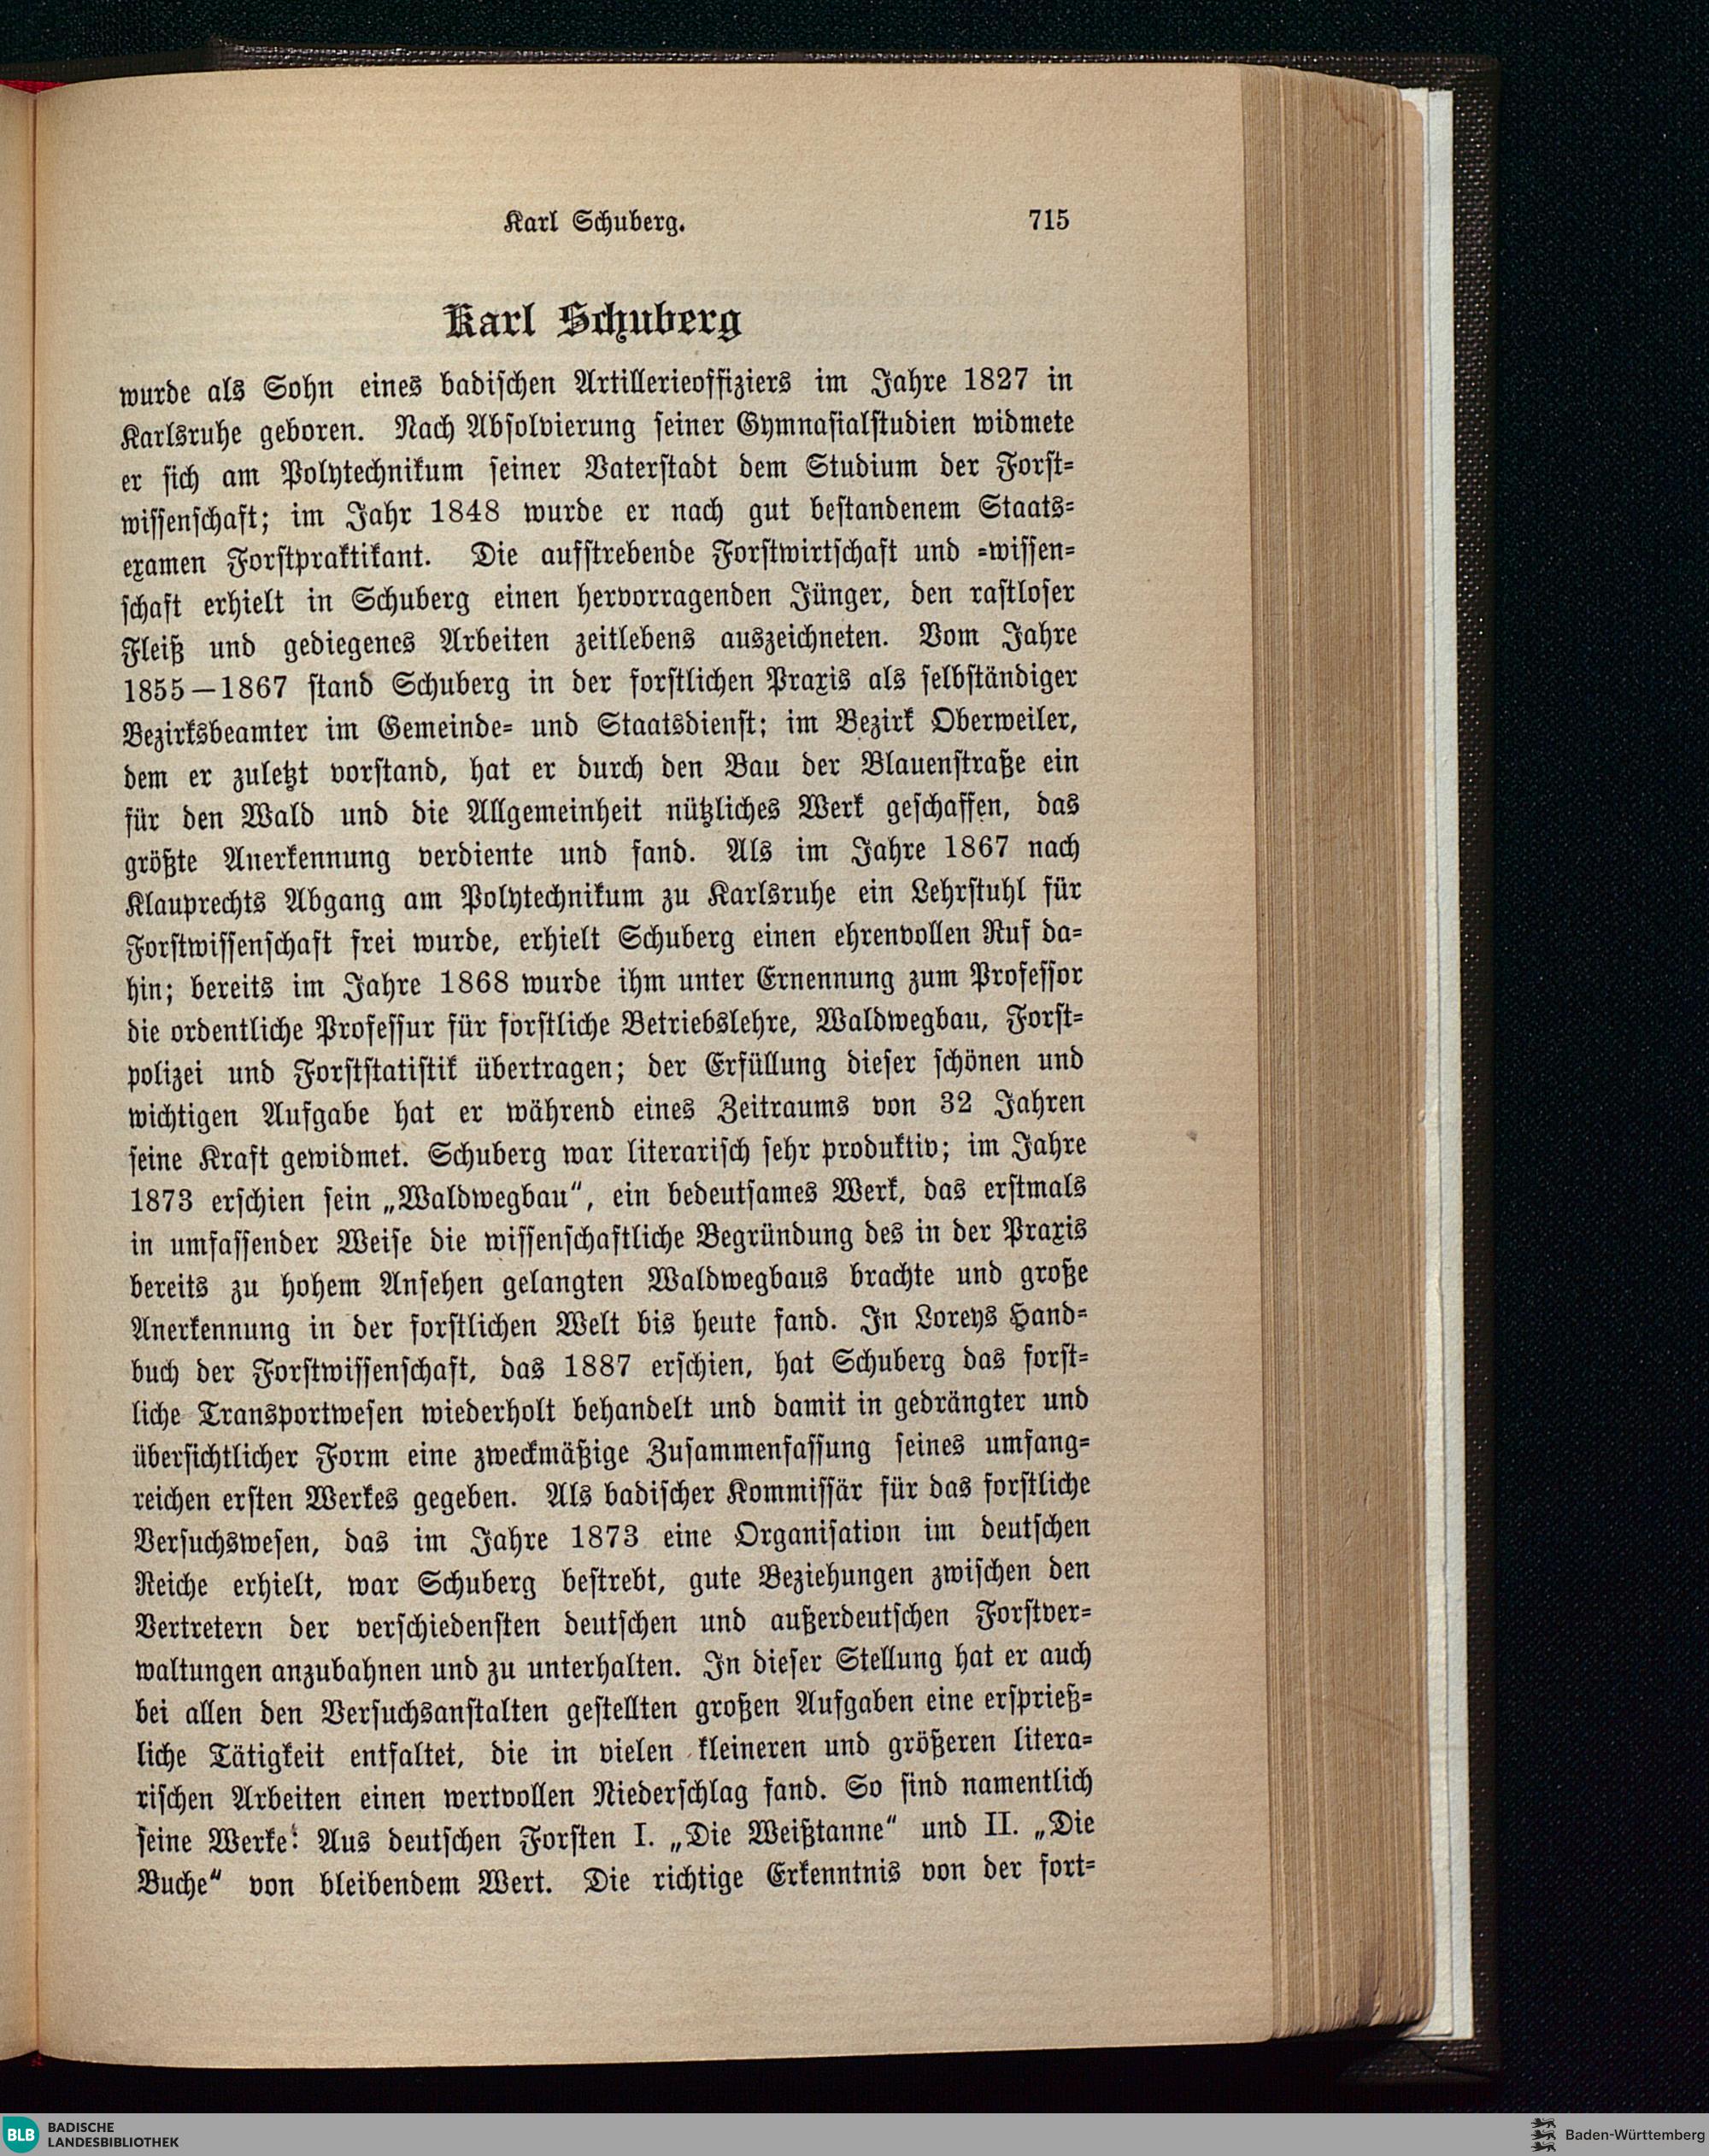 Karl Schuberg. 715
Karl Schuberg
wurde als Sohn eines badischen Artillerieoffiziers im Jahre 1827 in
Karlsruhe geboren. Nach Absolvierung seiner Gymnasialstudien widmete
er sich am Polytechnikum seiner Vaterstadt dem Studium der Forst-
wissenschaft; im Jahr 1848 wurde er nach gut bestandenem Staats-
examen Forstpraktikant. Die aufstrebende Forstwirtschaft und -wissen-
schaft erhielt in Schuberg einen hervorragenden Jünger, den rastloser
Fleiß und gediegenes Arbeiten zeitlebens auszeichneten. Vom Jahre
1855—1867 stand Schuberg in der forstlichen Praxis als selbständiger
Bezirksbeamter im Gemeinde- und Staatsdienst; im Bezirk Oberweiler,
dem er zuletzt vorstand, hat er durch den Bau der Blauenstraße ein
für den Wald und die Allgemeinheit nützliches Werk geschaffen, das
größte Anerkennung verdiente und fand. Als im Jahre 1867 nach
Klauprechts Abgang am Polytechnikum zu Karlsruhe ein Lehrstuhl für
Forstwissenschaft frei wurde, erhielt Schuberg einen ehrenvollen Ruf da-
hin; bereits im Jahre 1868 wurde ihm unter Ernennung zum Professor
die ordentliche Professur für forstliche Betriebslehre, Waldwegbau, Forst-
polizei und Forststatistik übertragen; der Erfüllung dieser schönen und
wichtigen Aufgabe hat er während eines Zeitraums von 32 Jahren
seine Kraft gewidmet. Schuberg war literarisch sehr produktiv; im Jahre
1873 erschien sein „Waldwegbau“, ein bedeutsames Werk, das erstmals
in umfassender Weise die wissenschaftliche Begründung des in der Praxis
bereits zu hohem Ansehen gelangten Waldwegbaus brachte und große
Anerkennung in der forstlichen Welt bis heute fand. In Loreys Hand-
buch der Forstwissenschaft, das 1887 erschien, hat Schuberg das forst-
liche Transportwesen wiederholt behandelt und damit in gedrängter und
übersichtlicher Form eine zweckmäßige Zusammenfassung seines umfang-
reichen ersten Werkes gegeben. Als badischer Kommissär für das forstliche
Versuchswesen, das im Jahre 1873 eine Organisation im deutschen
Reiche erhielt, war Schuberg bestrebt, gute Beziehungen zwischen den
Vertretern der verschiedensten deutschen und außerdeutschen Forstver-
waltungen anzubahnen und zu unterhalten. In dieser Stellung hat er auch
bei allen den Versuchsanstalten gestellten großen Aufgaben eine ersprieß-
liche Tätigkeit entfaltet, die in vielen kleineren und größeren litera-
rischen Arbeiten einen wertvollen Niederschlag fand. So sind namentlich
seine Werke: Aus deutschen Forsten I. „Die Weißtanne“ und II. „Die
Buche“ von bleibendem Wert. Die richtige Erkenntnis von der fort-
BLB BADISCHE
LANDESBIBLIOTHEK
Baden-Württemberg